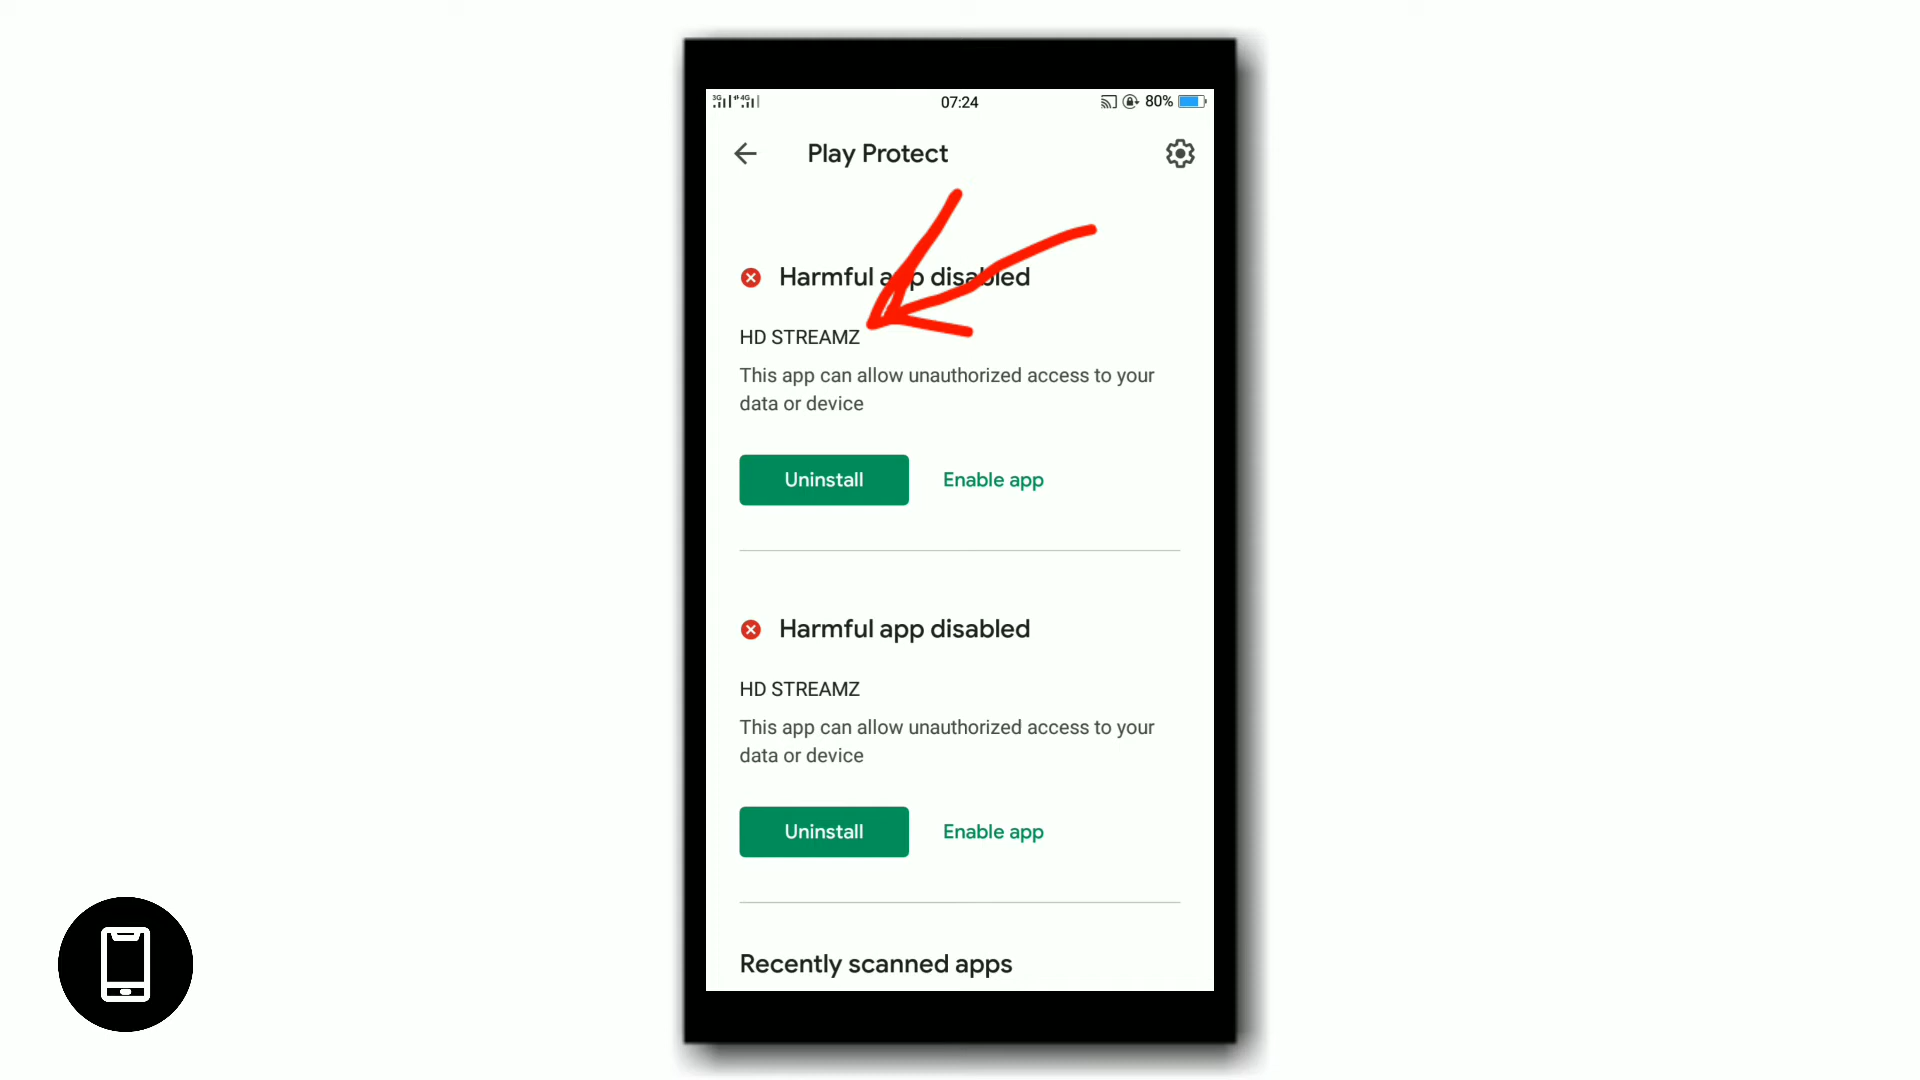 3G 4G 07:24 80%
Play Protect
Harmful app disabled
HD STREAMZ
This app can allow unauthorized access to your
data or device
Uninstall Enable app
Harmful app disabled
HD STREAMZ
This app can allow unauthorized access to your
data or device
Uninstall Enable app
Recently scanned apps